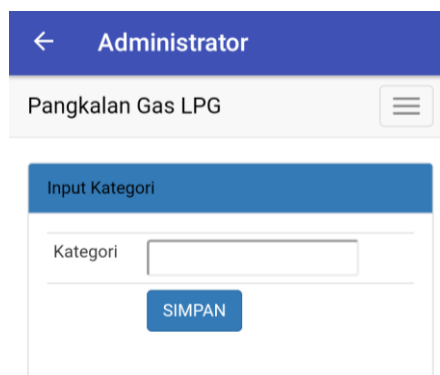 Administrator
Pangkalan Gas LPG
Input Kategori
Kategori
SIMPAN